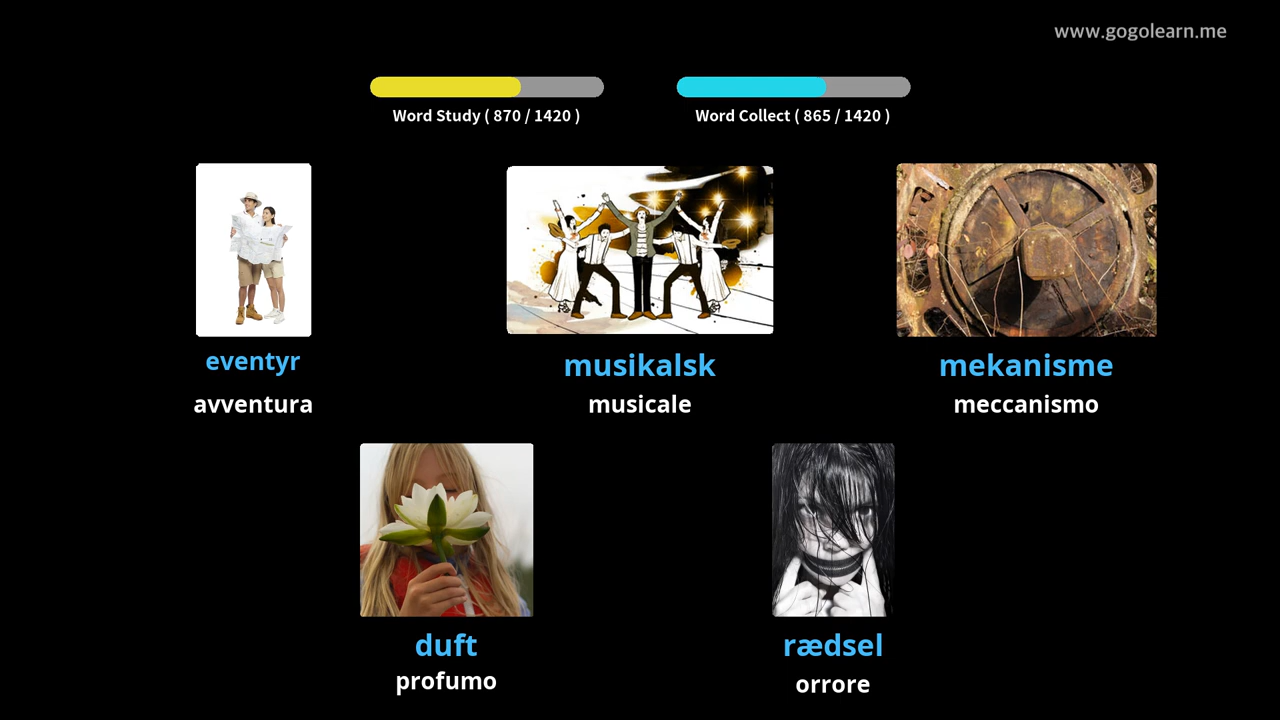 www.gogolearn.me
Word Study ( 870 / 1420 )
Word Collect ( 865 / 1420 )
eventyr
avventura
musikalsk
musicale
mekanisme
meccanismo
duft
profumo
rædsel
orrore